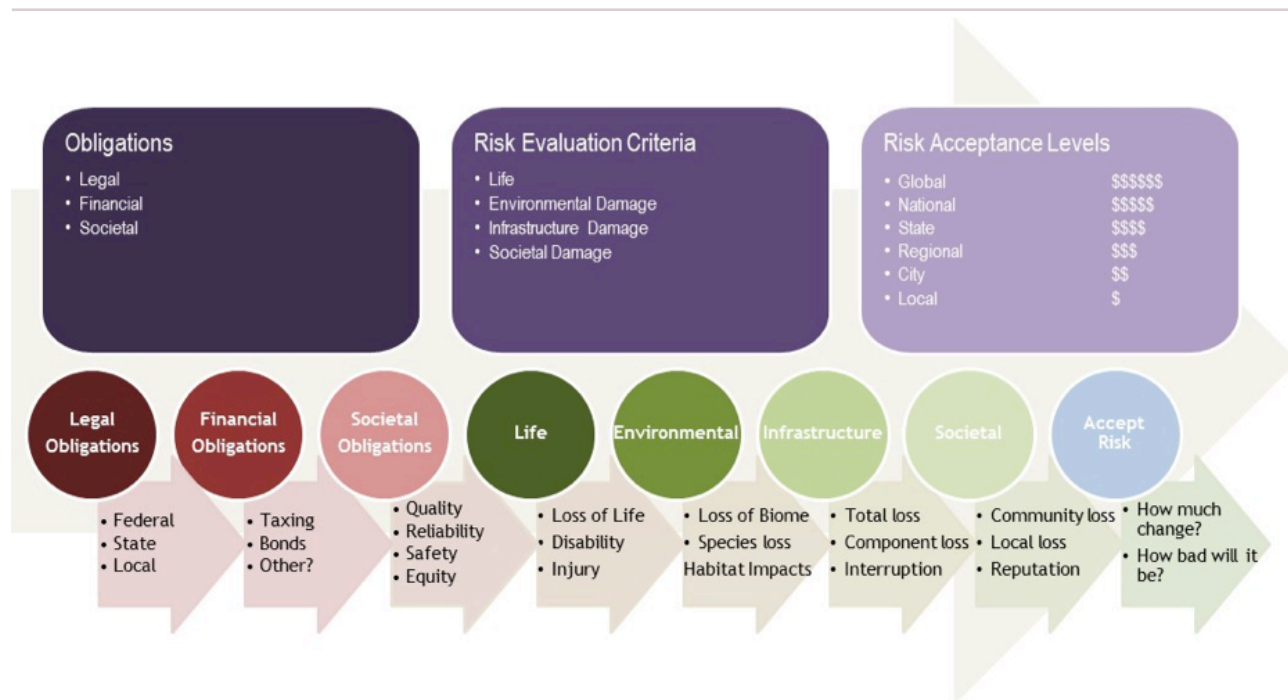 Obligations
• Legal
• Financial
• Societal
Risk Evaluation Criteria
• Life
• Environmental Damage
• Infrastructure Damage
• Societal Damage
Risk Acceptance Levels
• Global $$$$$$
• National $$$$$
• State $$$$
• Regional $$$
• City $$
• Local $
Legal
Obligations
• Federal
• State
• Local
Financial
Obligations
• Taxing
• Bonds
• Other?
Societal
Obligations
• Quality
• Reliability
• Safety
• Equity
Life
• Loss of Life
• Disability
• Injury
Environmental
• Loss of Biome
• Species loss
Habitat Impacts
Infrastructure
• Total loss
• Component loss
• Interruption
Societal
• Community loss
• Local loss
• Reputation
Accept
Risk
• How much
change?
• How bad will it
be?